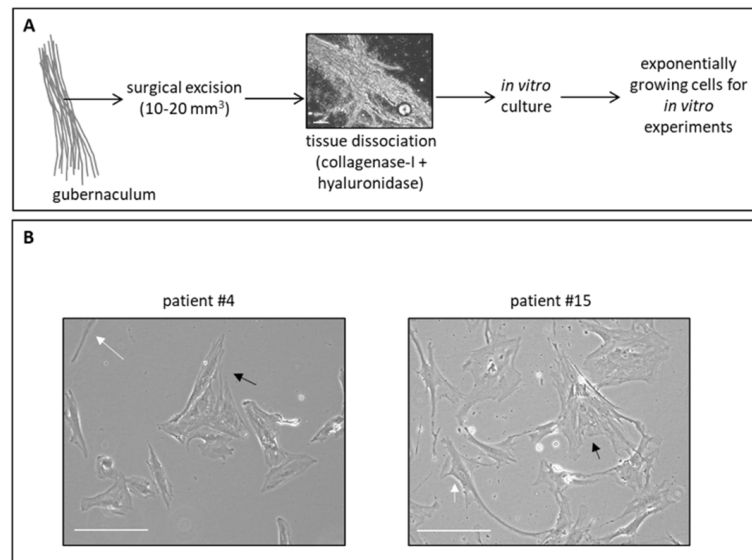 A
gubernaculum
surgical excision
(10-20 mm³)
tissue dissociation
(collagenase-I +
hyaluronidase)
in vitro
culture
exponentially
growing cells for
in vitro
experiments
B
patient #4
patient #15